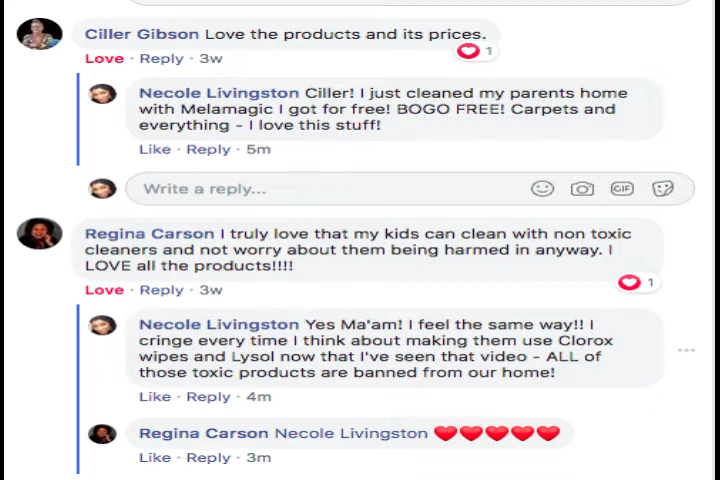 Ciller Gibson Love the products and its prices.
1
Love · Reply · 3w
Necole Livingston Ciller! I just cleaned my parents home
with Melamagic I got for free! BOGO FREE! Carpets and
everything - I love this stuff!
Like · Reply · 5m
Write a reply...
GIF
Regina Carson I truly love that my kids can clean with non toxic
cleaners and not worry about them being harmed in anyway. I
LOVE all the products!!!!
1
Love · Reply · 3w
Necole Livingston Yes Ma'am! I feel the same way!! I
cringe every time I think about making them use Clorox
wipes and Lysol now that I've seen that video - ALL of
those toxic products are banned from our home!
Like · Reply · 4m
Regina Carson Necole Livingston ❤️❤️❤️❤️❤️
Like · Reply · 3m